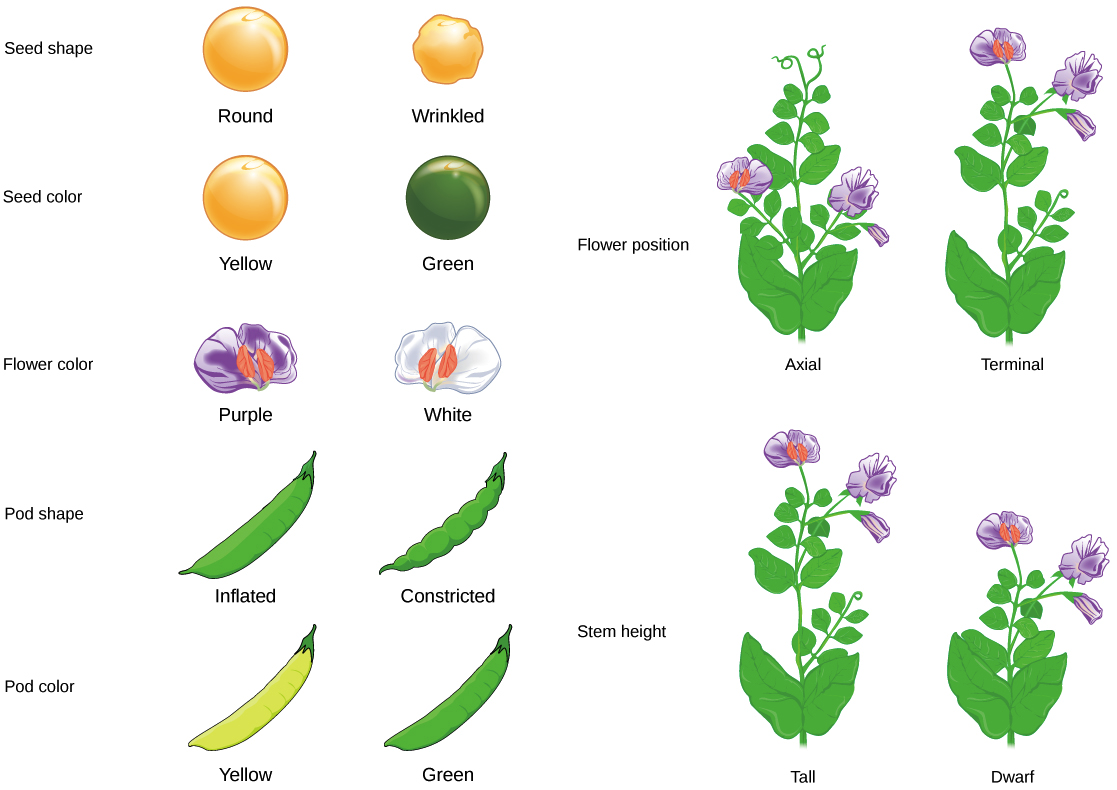 Seed shape
Round
Wrinkled
Seed color
Yellow
Green
Flower color
Purple
White
Pod shape
Inflated
Constricted
Pod color
Yellow
Green
Flower position
Axial
Terminal
Stem height
Tall
Dwarf